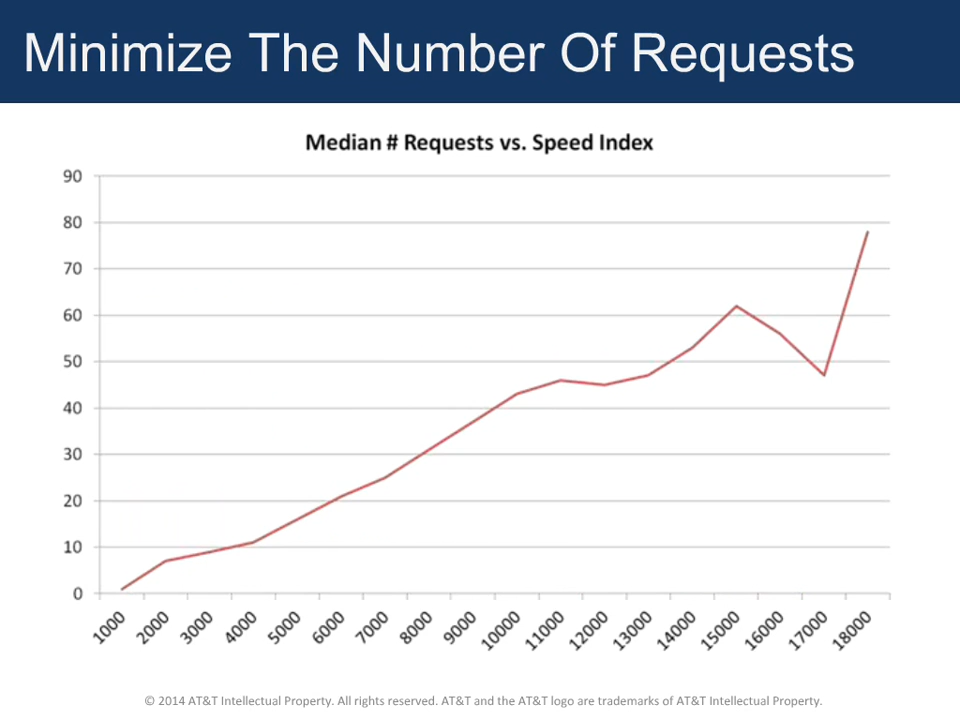 Minimize The Number Of Requests
Median # Requests vs. Speed Index
90
80
70
60
50
40
30
20
10
0
1000 2000 3000 4000 5000 6000 7000 8000 9000 10000 11000 12000 13000 14000 15000 16000 17000 18000
© 2014 AT&T Intellectual Property. All rights reserved. AT&T and the AT&T logo are trademarks of AT&T Intellectual Property.